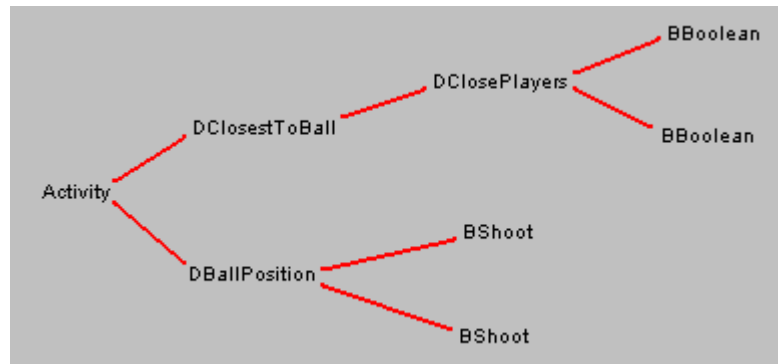 BBoolean
DClosePlayers
DClosestToBall
BBoolean
Activity
BShoot
DBallPosition
BShoot